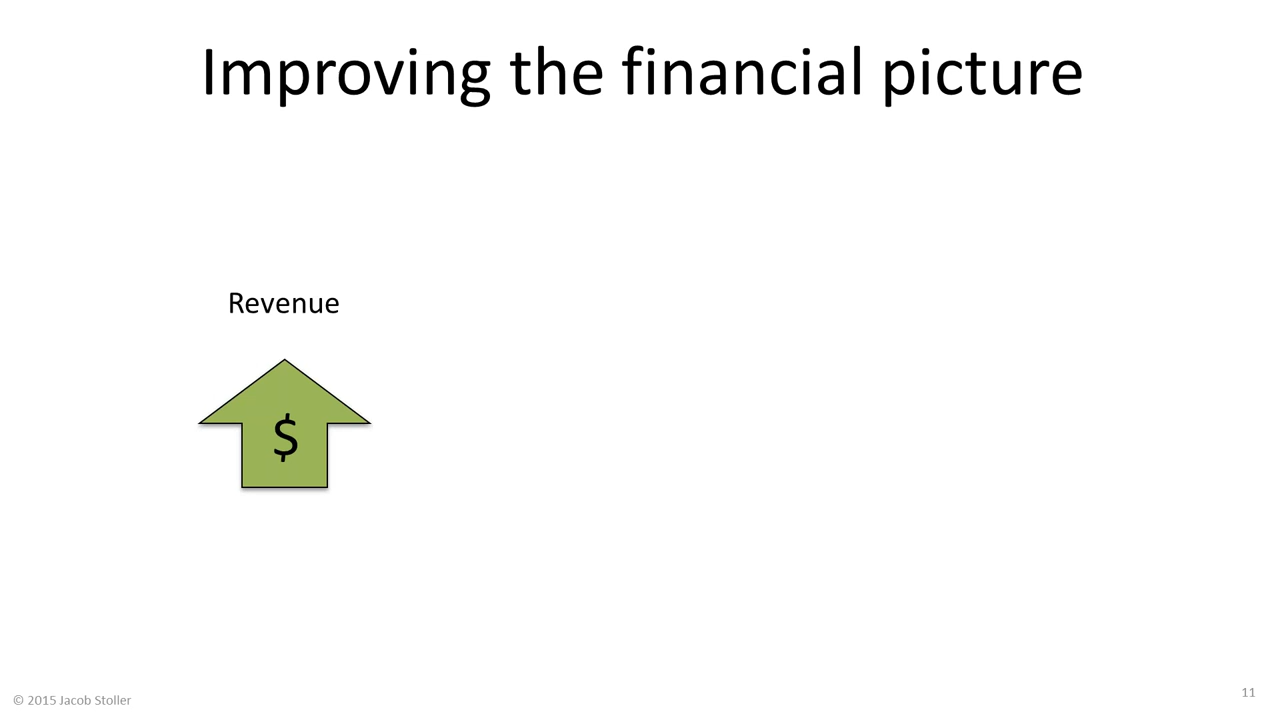 Improving the financial picture
Revenue
$
© 2015 Jacob Stoller
11